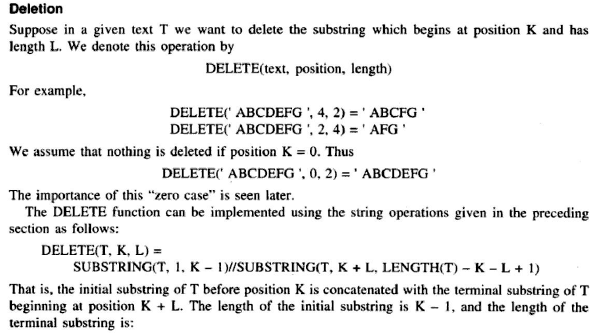 Deletion
Suppose in a given text T we want to delete the substring which begins at position K and has
length L. We denote this operation by
DELETE(text, position, length)
For example,
DELETE(' ABCDEFG ', 4, 2) = ' ABCFG '
DELETE(' ABCDEFG ', 2, 4) = ' AFG '
We assume that nothing is deleted if position K = 0. Thus
DELETE(' ABCDEFG ', 0, 2) = ' ABCDEFG '
The importance of this “zero case” is seen later.
The DELETE function can be implemented using the string operations given in the preceding
section as follows:
DELETE(T, K, L) =
SUBSTRING(T, 1, K − 1)//SUBSTRING(T, K + L, LENGTH(T) − K − L + 1)
That is, the initial substring of T before position K is concatenated with the terminal substring of T
beginning at position K + L. The length of the initial substring is K − 1, and the length of the
terminal substring is: